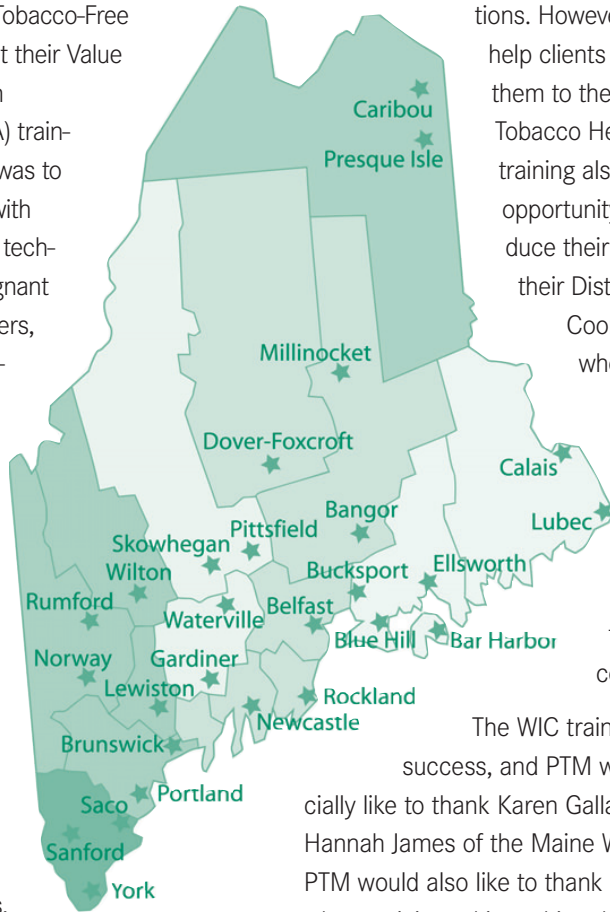 Tobacco-Free
t their Value
A) train-
was to
with
tech-
gnant
ers,
–
s.
Caribou
Presque Isle
Millinocket
Dover-Foxcroft
Calais
Bangor
Lubec
Pittsfield
Skowhegan
Ellsworth
Bucksport
Wilton
Rumford
Belfast
Waterville
Blue Hill
Bar Harbor
Norway
Gardiner
Lewiston
Rockland
Newcastle
Brunswick
Portland
Saco
Sanford
York
tions. Howeve
help clients
them to the
Tobacco He
training als
opportunity
duce their
their Dist
Coo
whe
co
The WIC train
success, and PTM w
cially like to thank Karen Galla
Hannah James of the Maine W
PTM would also like to thank